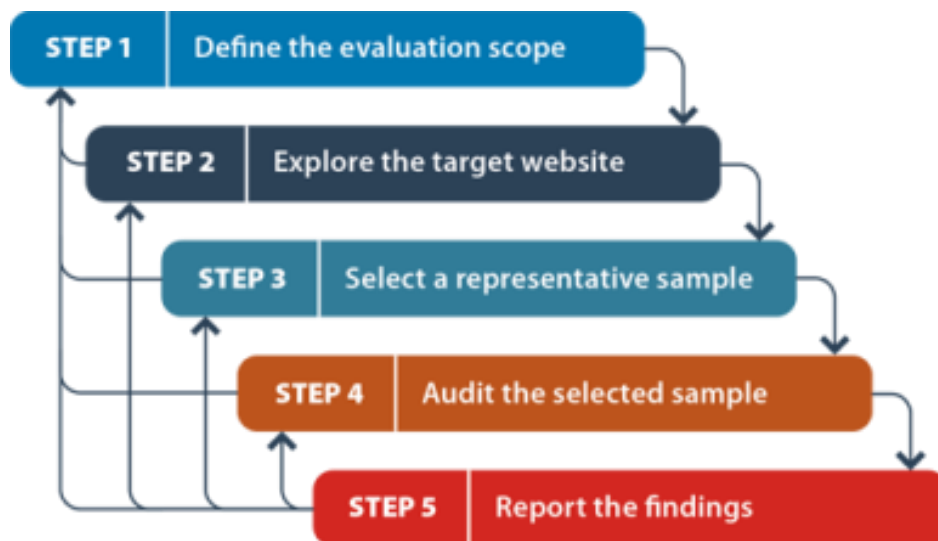 STEP 1 Define the evaluation scope
STEP 2 Explore the target website
STEP 3 Select a representative sample
STEP 4 Audit the selected sample
STEP 5 Report the findings